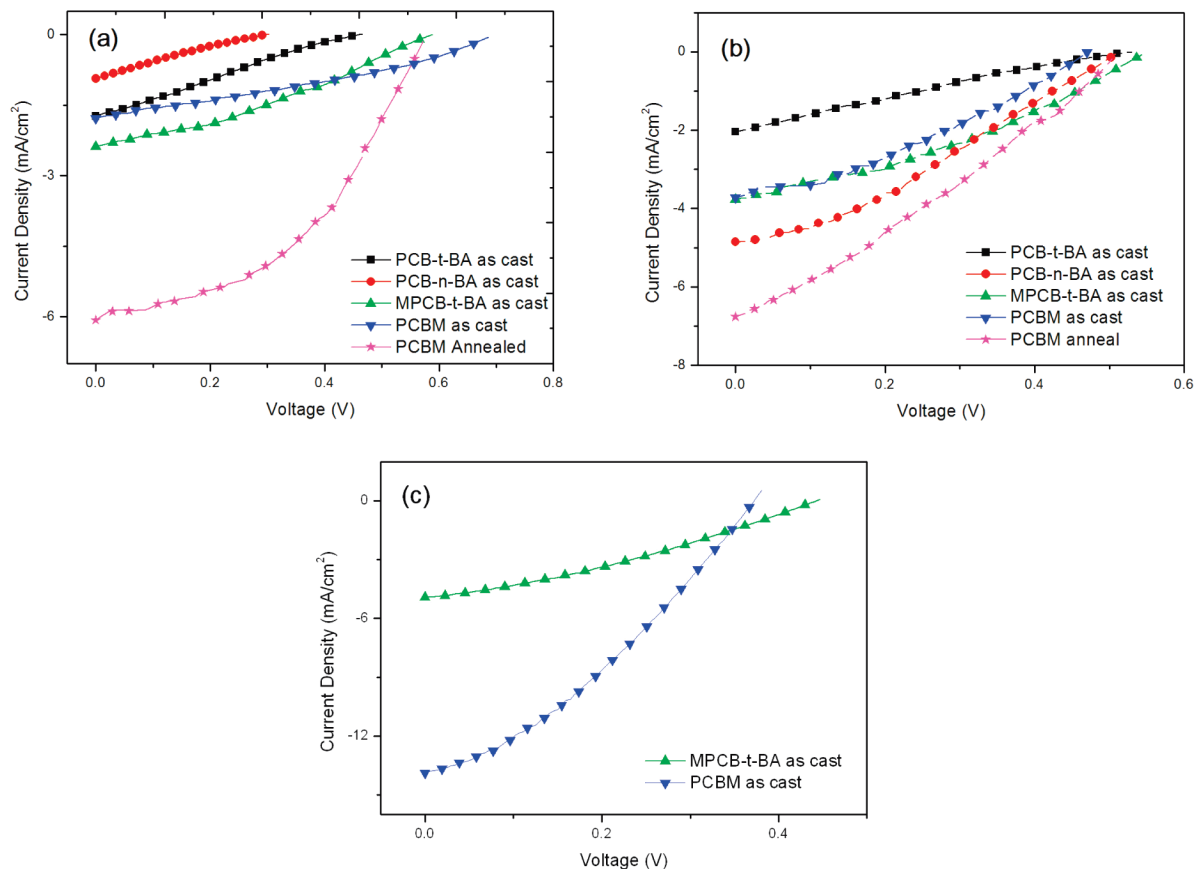 (a)
0
-3
-6
Current Density (mA/cm²)
PCB-t-BA as cast
PCB-n-BA as cast
MPCB-t-BA as cast
PCBM as cast
PCBM Annealed
0.0 0.2 0.4 0.6 0.8
Voltage (V)
(b)
0
-2
-4
-6
-8
Current Density (mA/cm²)
PCB-t-BA as cast
PCB-n-BA as cast
MPCB-t-BA as cast
PCBM as cast
PCBM anneal
0.0 0.2 0.4 0.6
Voltage (V)
(c)
0
-6
-12
Current Density (mA/cm²)
MPCB-t-BA as cast
PCBM as cast
0.0 0.2 0.4
Voltage (V)